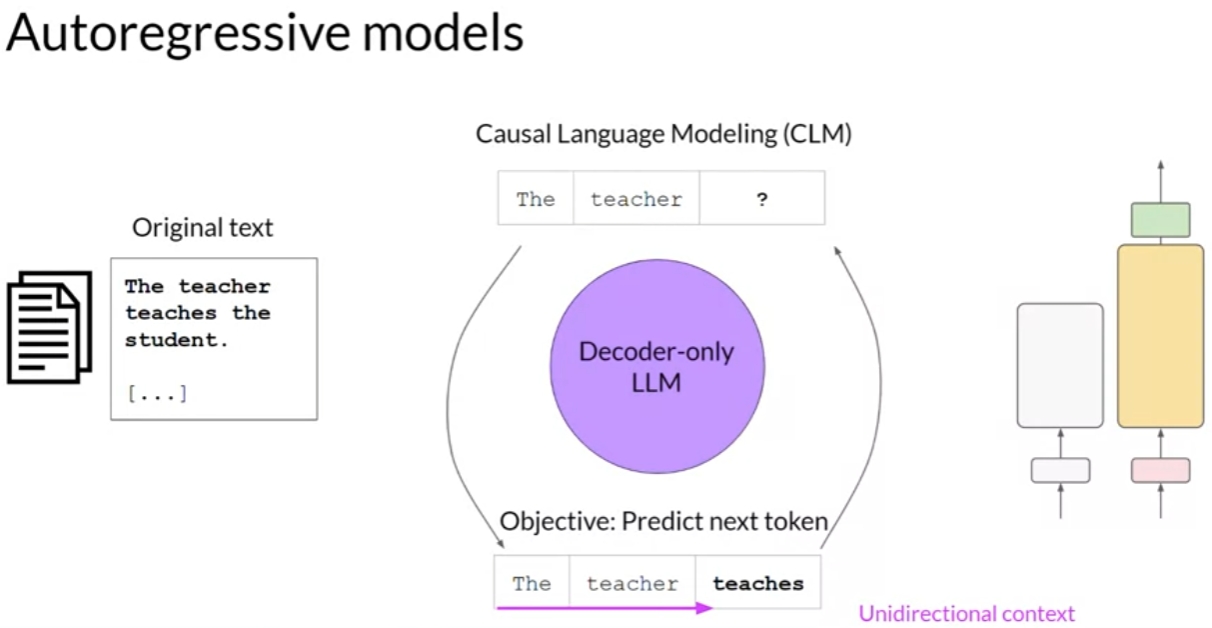 Autoregressive models
Causal Language Modeling (CLM)
The teacher ?
Original text
The teacher
teaches the
student.
[...]
Decoder-only
LLM
Objective: Predict next token
The teacher teaches
Unidirectional context